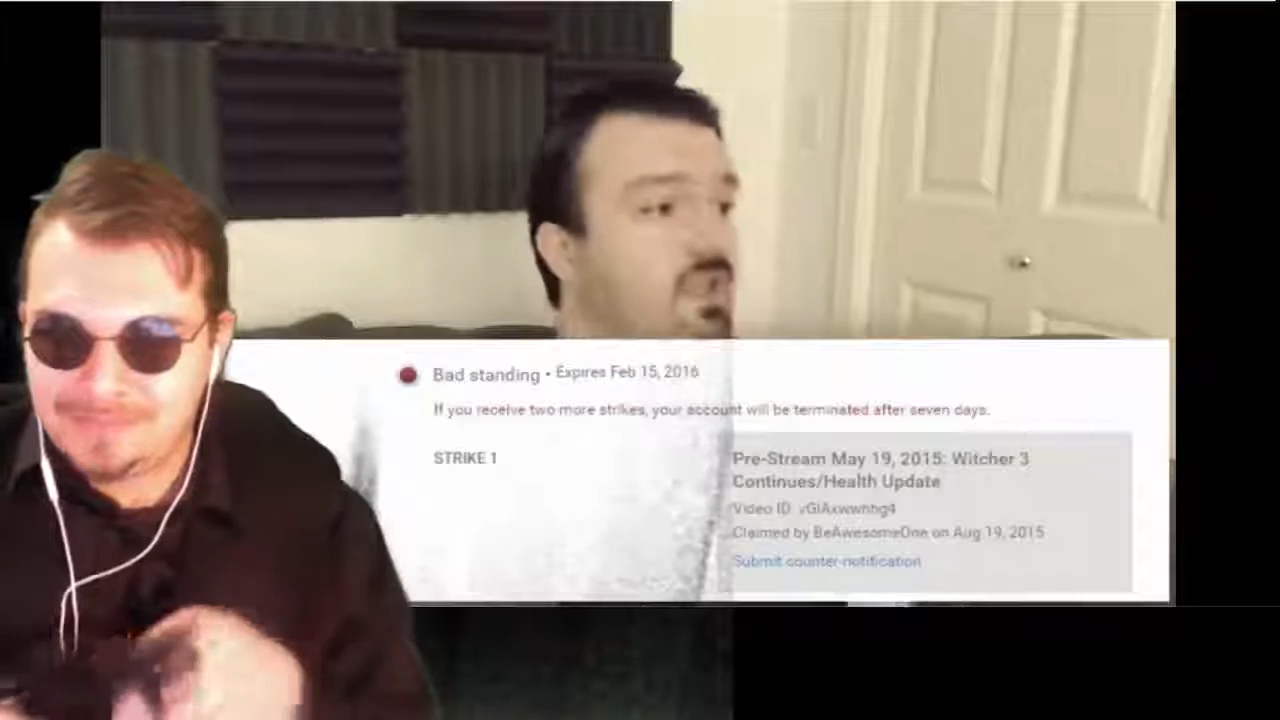 Bad standing • Expires Feb 15, 2016
If you receive two more strikes, your account will be terminated after seven days.
STRIKE 1
Pre-Stream May 19, 2015: Witcher 3
Continues/Health Update
Video ID:
Claimed by BeAwesomeOne on Aug 19, 2015
Submit counter-notification